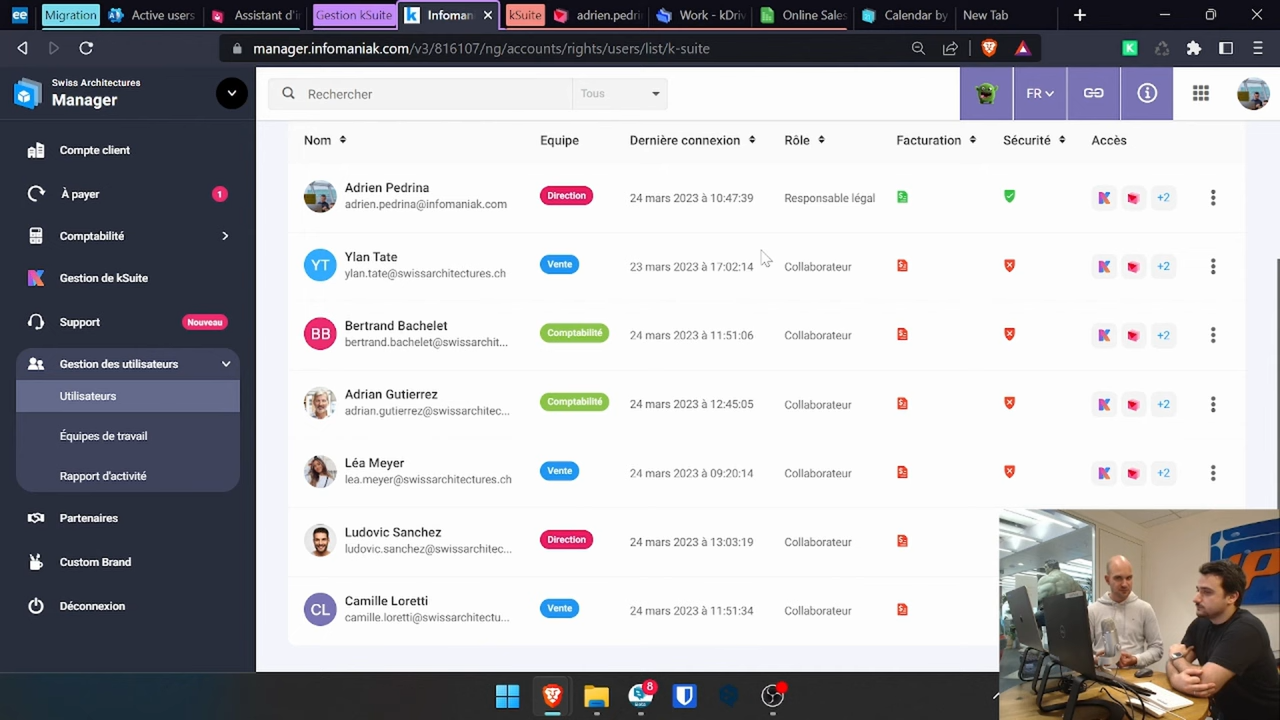 ee
Migration
Active users
Assistant d'i
Gestion kSuite
Infoman
kSuite
adrien.pedri
Work - kDriv
Online Sales
Calendar by
New Tab
manager.infomaniak.com/v3/816107/ng/accounts/rights/users/list/k-suite
Swiss Architectures
Manager
Rechercher
Tous
FR
Compte client
À payer
1
Comptabilité
Gestion de kSuite
Support
Nouveau
Gestion des utilisateurs
Utilisateurs
Équipes de travail
Rapport d'activité
Partenaires
Custom Brand
Déconnexion
Nom Equipe Dernière connexion Rôle Facturation Sécurité Accès
Adrien Pedrina
adrien.pedrina@infomaniak.com
Direction
24 mars 2023 à 10:47:39
Responsable légal
+2
YT
Ylan Tate
ylan.tate@swissarchitectures.ch
Vente
23 mars 2023 à 17:02:14
Collaborateur
+2
BB
Bertrand Bachelet
bertrand.bachelet@swissarchit...
Comptabilité
24 mars 2023 à 11:51:06
Collaborateur
+2
Adrian Gutierrez
adrian.gutierrez@swissarchitec...
Comptabilité
24 mars 2023 à 12:45:05
Collaborateur
+2
Léa Meyer
lea.meyer@swissarchitectures.ch
Vente
24 mars 2023 à 09:20:14
Collaborateur
+2
Ludovic Sanchez
ludovic.sanchez@swissarchitec...
Direction
24 mars 2023 à 13:03:19
Collaborateur
CL
Camille Loretti
camille.loretti@swissarchitectu...
Vente
24 mars 2023 à 11:51:34
Collaborateur
8